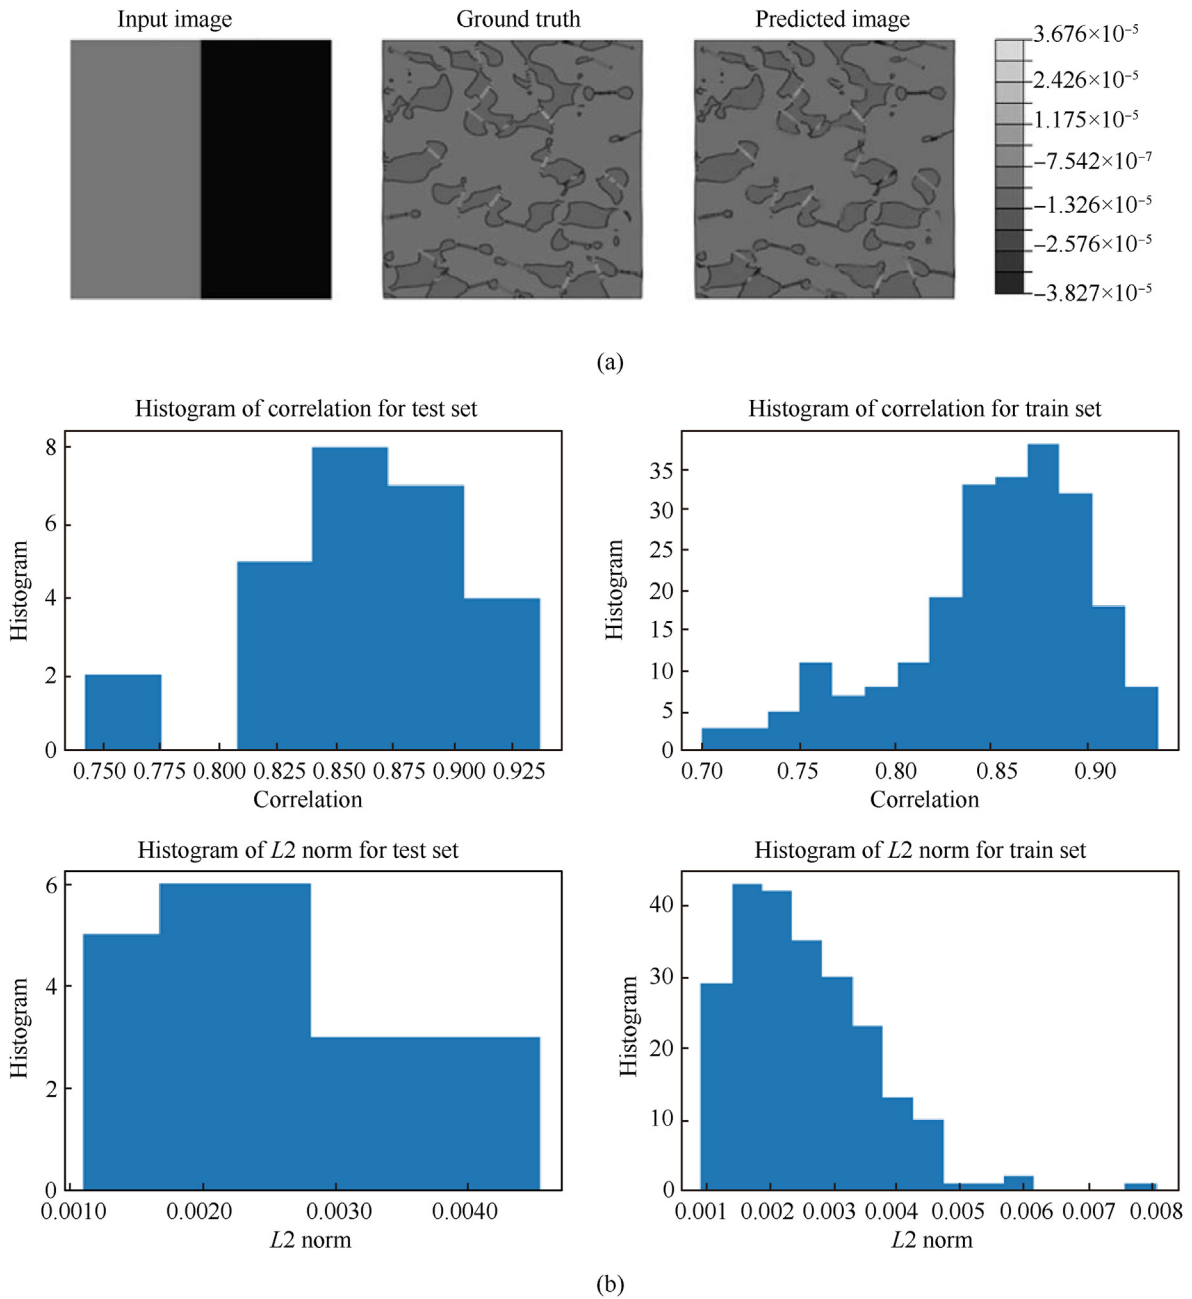 Input image
Ground truth
Predicted image
3.676×10⁻⁵
2.426×10⁻⁵
1.175×10⁻⁵
−7.542×10⁻⁷
−1.326×10⁻⁵
−2.576×10⁻⁵
−3.827×10⁻⁵
(a)
Histogram of correlation for test set
Histogram
8
6
4
2
0
0.750 0.775 0.800 0.825 0.850 0.875 0.900 0.925
Correlation
Histogram of correlation for train set
Histogram
35
30
25
20
15
10
5
0
0.70 0.75 0.80 0.85 0.90
Correlation
Histogram of L2 norm for test set
Histogram
6
4
2
0
0.0010 0.0020 0.0030 0.0040
L2 norm
Histogram of L2 norm for train set
Histogram
40
30
20
10
0
0.001 0.002 0.003 0.004 0.005 0.006 0.007 0.008
L2 norm
(b)